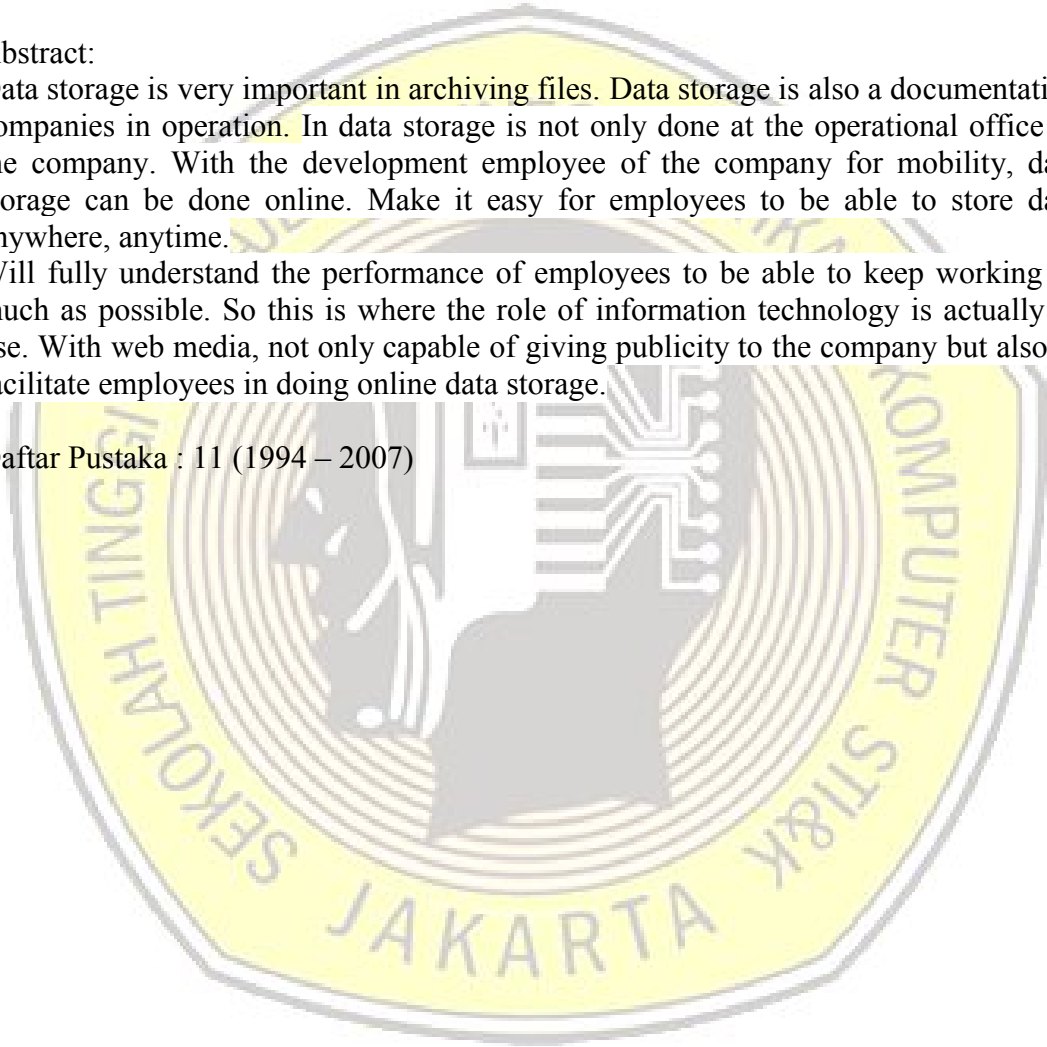 bstract:
ata storage is very important in archiving files. Data storage is also a documentati
ompanies in operation. In data storage is not only done at the operational office
he company. With the development employee of the company for mobility, da
orage can be done online. Make it easy for employees to be able to store da
nywhere, anytime.
Will fully understand the performance of employees to be able to keep working
nuch as possible. So this is where the role of information technology is actually
se. With web media, not only capable of giving publicity to the company but also
acilitate employees in doing online data storage.
aftar Pustaka : 11 (1994 – 2007)
SEKOLAH TINGGI
KOMPUTER STI&K
JAKARTA